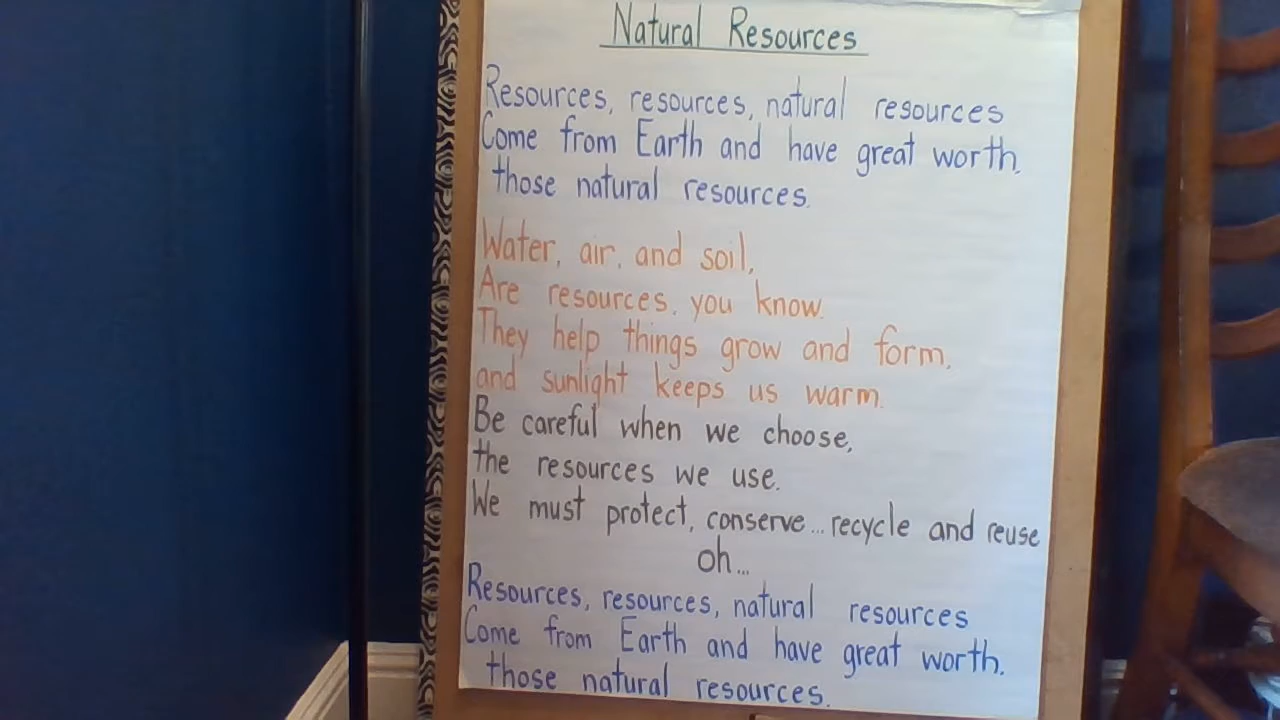 Natural Resources
Resources, resources, natural resources
Come from Earth and have great worth,
those natural resources.
Water, air, and soil,
Are resources, you know.
They help things grow and form,
and sunlight keeps us warm.
Be careful when we choose,
the resources we use.
We must protect, conserve... recycle and reuse
oh...
Resources, resources, natural resources
Come from Earth and have great worth,
those natural resources.